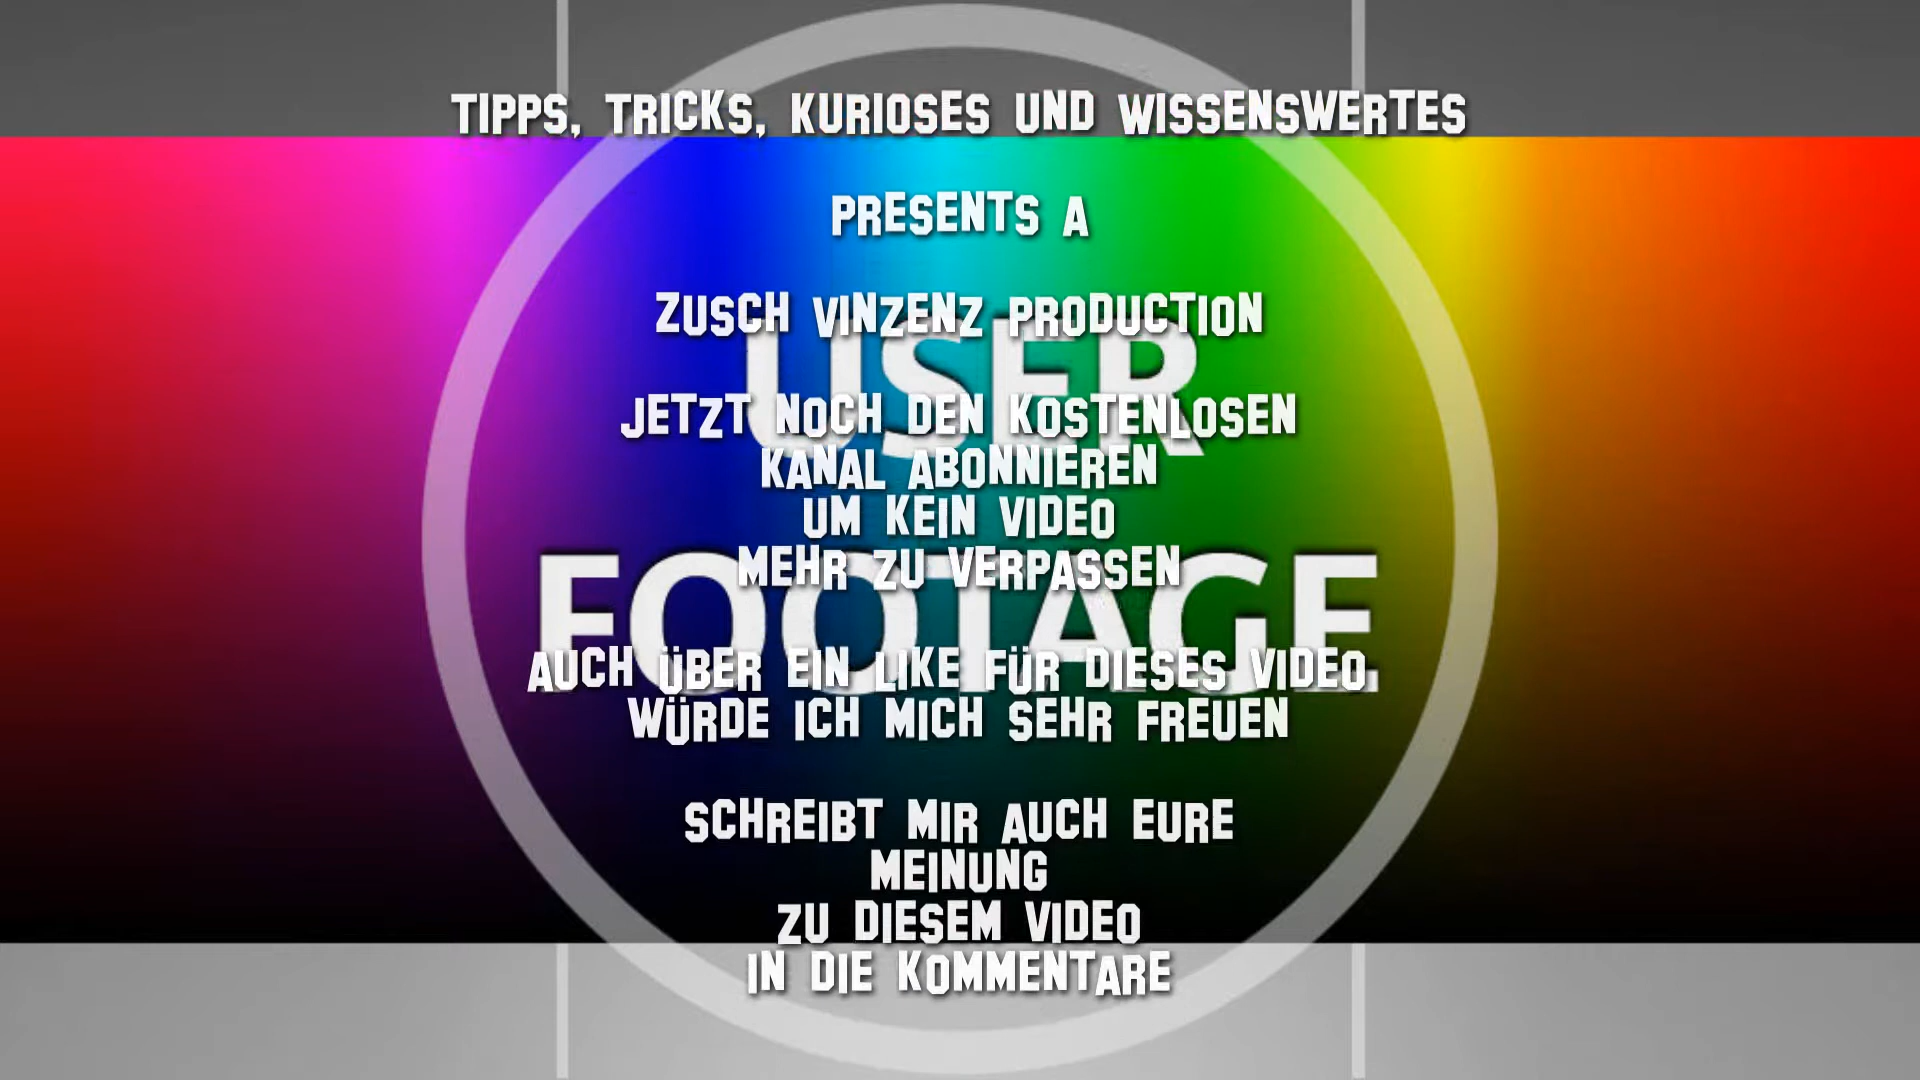 TIPPS, TRICKS, KURIOSES UND WISSENSWERTES
PRESENTS A
ZUSCH VINZENZ PRODUCTION
USER
JETZT NOCH DEN KOSTENLOSEN
KANAL ABONNIEREN
UM KEIN VIDEO
MEHR ZU VERPASSEN
FOOTAGE
AUCH ÜBER EIN LIKE FÜR DIESES VIDEO
WÜRDE ICH MICH SEHR FREUEN
SCHREIBT MIR AUCH EURE
MEINUNG
ZU DIESEM VIDEO
IN DIE KOMMENTARE